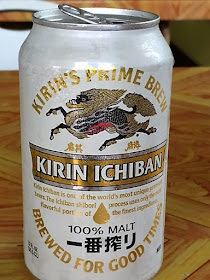 KIRIN'S PRIME BREW
KIRIN ICHIBAN
Kirin Ichiban is one of the world's most unique premium
beers. The Ichiban Shibori process uses only the
flavorful portion of the finest ingredients.
100% MALT
一番搾り
BREWED FOR GOOD TIMES